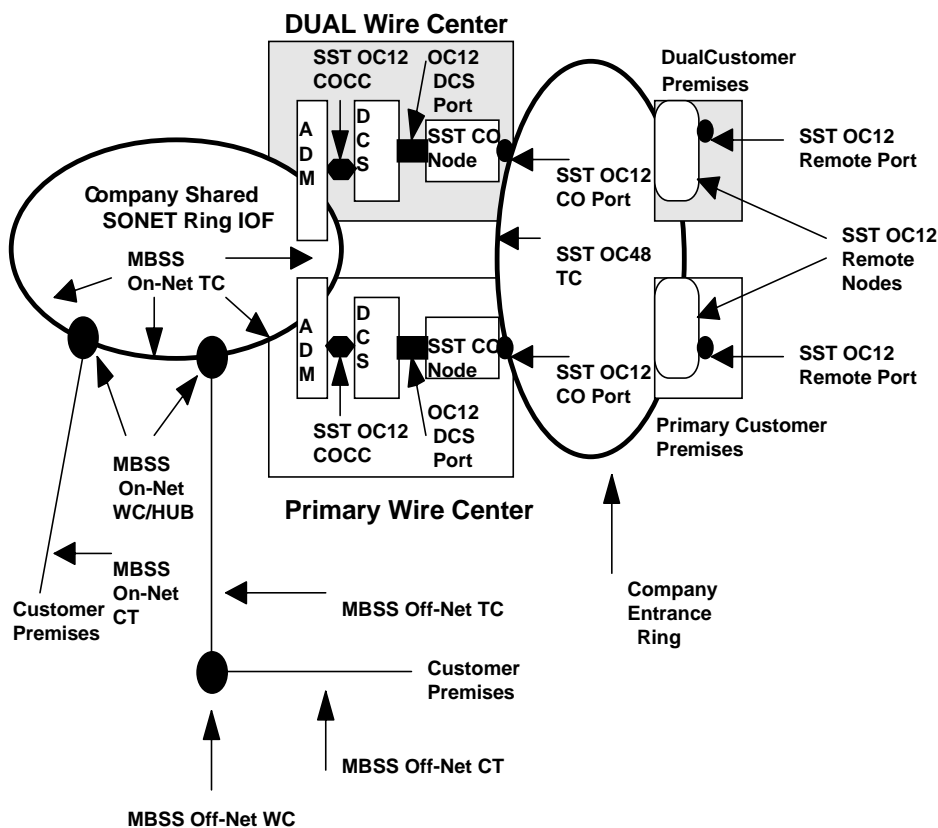 DUAL Wire Center
SST OC12
COCC
OC12
DCS
Port
A
D
M
D
C
S
SST CO
Node
DualCustomer
Premises
SST OC12
Remote Port
SST OC12
CO Port
Company Shared
SONET Ring IOF
MBSS
On-Net TC
SST OC48
TC
SST OC12
Remote
Nodes
A
D
M
D
C
S
SST CO
Node
SST OC12
CO Port
SST OC12
Remote Port
SST OC12
COCC
OC12
DCS
Port
Primary Customer
Premises
MBSS
On-Net
WC/HUB
Primary Wire Center
MBSS
On-Net
CT
Customer
Premises
MBSS Off-Net TC
Company
Entrance
Ring
Customer
Premises
MBSS Off-Net CT
MBSS Off-Net WC